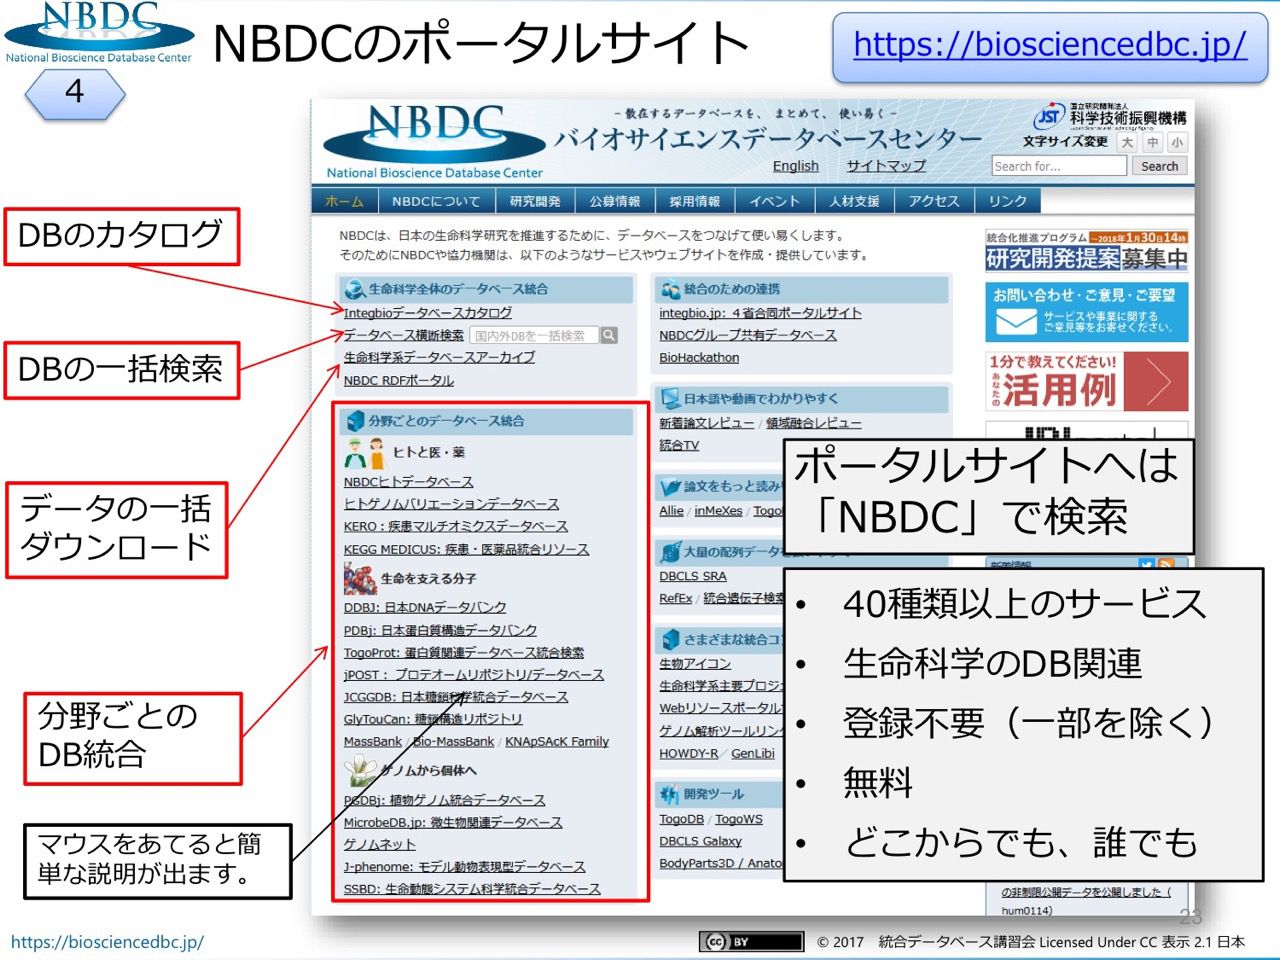 NBDC
National Bioscience Database Center
NBDCのポータルサイト
https://biosciencedbc.jp/
4
NBDC
National Bioscience Database Center
－散在するデータベースを、まとめて、使い易く－
バイオサイエンスデータベースセンター
English サイトマップ
JST
国立研究開発法人
科学技術振興機構
文字サイズ変更 大 中 小
Search for... Search
ホーム NBDCについて 研究開発 公募情報 採用情報 イベント 人材支援 アクセス リンク
DBのカタログ
DBの一括検索
データの一括
ダウンロード
分野ごとの
DB統合
マウスをあてると簡
単な説明が出ます。
NBDCは、日本の生命科学研究を推進するために、データベースをつなげて使い易くします。
そのためにNBDCや協力機関は、以下のようなサービスやウェブサイトを作成・提供しています。
生命科学全体のデータベース統合
Integbioデータベースカタログ
データベース横断検索 国内外DBを一括検索
生命科学系データベースアーカイブ
NBDC RDFポータル
分野ごとのデータベース統合
ヒトと医・薬
NBDCヒトデータベース
ヒトゲノムバリエーションデータベース
KERO：疾患マルチオミクスデータベース
KEGG MEDICUS: 疾患・医薬品統合リソース
生命を支える分子
DDBJ: 日本DNAデータバンク
PDBj: 日本蛋白質構造データバンク
TogoProt: 蛋白質関連データベース統合検索
jPOST： プロテオームリポジトリ/データベース
JCGGDB: 日本糖鎖科学統合データベース
GlyTouCan: 糖鎖構造リポジトリ
MassBank / Bio-MassBank / KNApSAcK Family
ゲノムから個体へ
PGDBj: 植物ゲノム統合データベース
MicrobeDB.jp: 微生物関連データベース
ゲノムネット
J-phenome: モデル動物表現型データベース
SSBD: 生命動態システム科学統合データベース
統合のための連携
integbio.jp: ４省合同ポータルサイト
NBDCグループ共有データベース
BioHackathon
日本語や動画でわかりやすく
新着論文レビュー / 領域融合レビュー
統合TV
論文をもっと読み
Allie / inMeXes / Togo
大量の配列データを
DBCLS SRA
RefEx / 統合遺伝子検索
さまざまな統合コ
生物アイコン
生命科学系主要プロジ
Webリソースポータル
ゲノム解析ツールリン
HOWDY-R／ GenLibi
開発ツール
TogoDB / TogoWS
DBCLS Galaxy
BodyParts3D / Anato
統合化推進プログラム ～2018年1月30日14時
研究開発提案募集中
お問い合わせ・ご意見・ご要望
サービスや事業に関する
ご意見等をお寄せください。
1分で教えてください!
あなたの
活用例
ポータルサイトへは
「NBDC」で検索
新着情報
• 40種類以上のサービス
• 生命科学のDB関連
• 登録不要（一部を除く）
• 無料
• どこからでも、誰でも
の非制限公開データを公開しました（
hum0114）
23
https://biosciencedbc.jp/
cc BY
© 2017 統合データベース講習会 Licensed Under CC 表示 2.1 日本